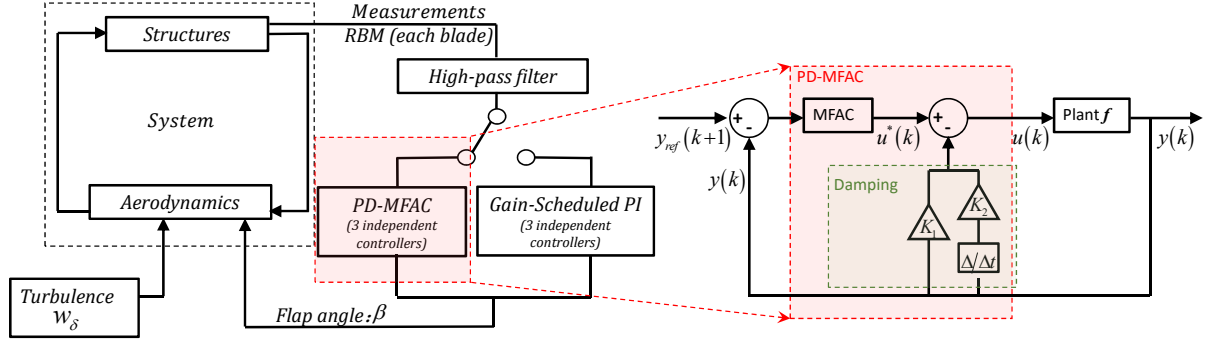 Measurements
RBM (each blade)
Structures
High-pass filter
System
Aerodynamics
PD-MFAC
(3 independent
controllers)
Gain-Scheduled PI
(3 independent
controllers)
Turbulence
w_δ
Flap angle: β
PD-MFAC
+
-
MFAC
+
-
Plant f
y_ref(k+1)
u*(k)
u(k)
y(k)
y(k)
Damping
K_1
K_2
Δ/Δt